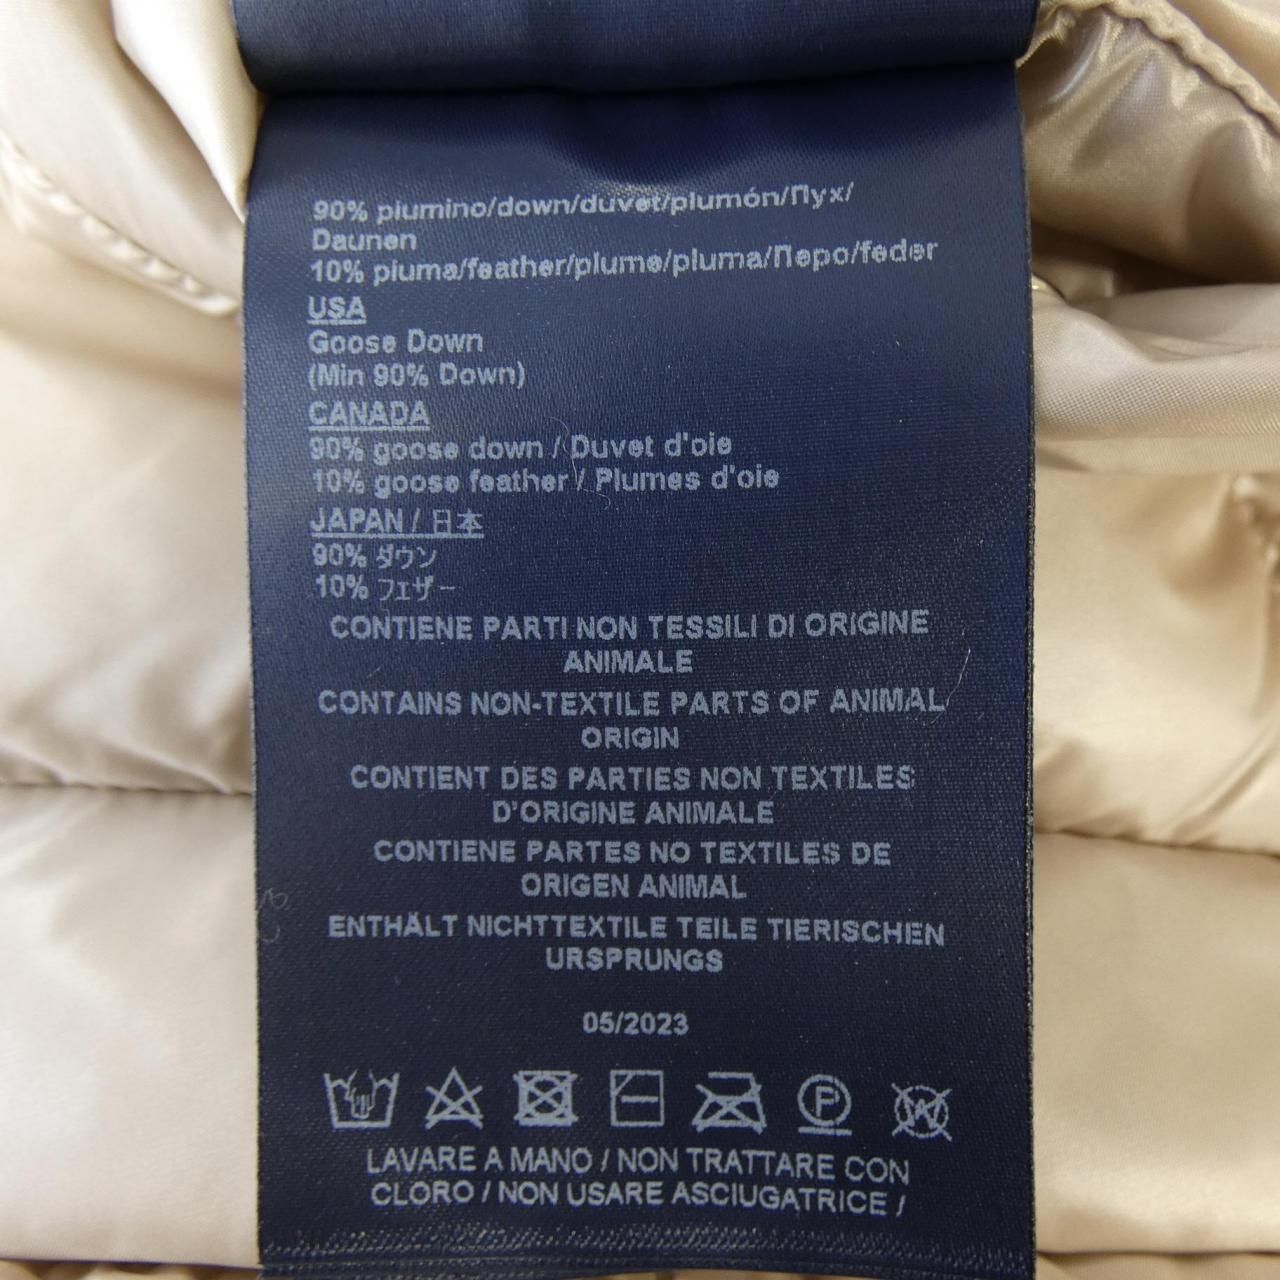 90% piumino/down/duvet/plumón/Пух/
Daunen
10% piuma/feather/plume/pluma/Перо/feder
USA
Goose Down
(Min 90% Down)
CANADA
90% goose down / Duvet d'oie
10% goose feather / Plumes d'oie
JAPAN / 日本
90% ダウン
10% フェザー
CONTIENE PARTI NON TESSILI DI ORIGINE
ANIMALE
CONTAINS NON-TEXTILE PARTS OF ANIMAL
ORIGIN
CONTIENT DES PARTIES NON TEXTILES
D'ORIGINE ANIMALE
CONTIENE PARTES NO TEXTILES DE
ORIGEN ANIMAL
ENTHÄLT NICHTTEXTILE TEILE TIERISCHEN
URSPRUNGS
05/2023
P W
LAVARE A MANO / NON TRATTARE CON
CLORO / NON USARE ASCIUGATRICE /